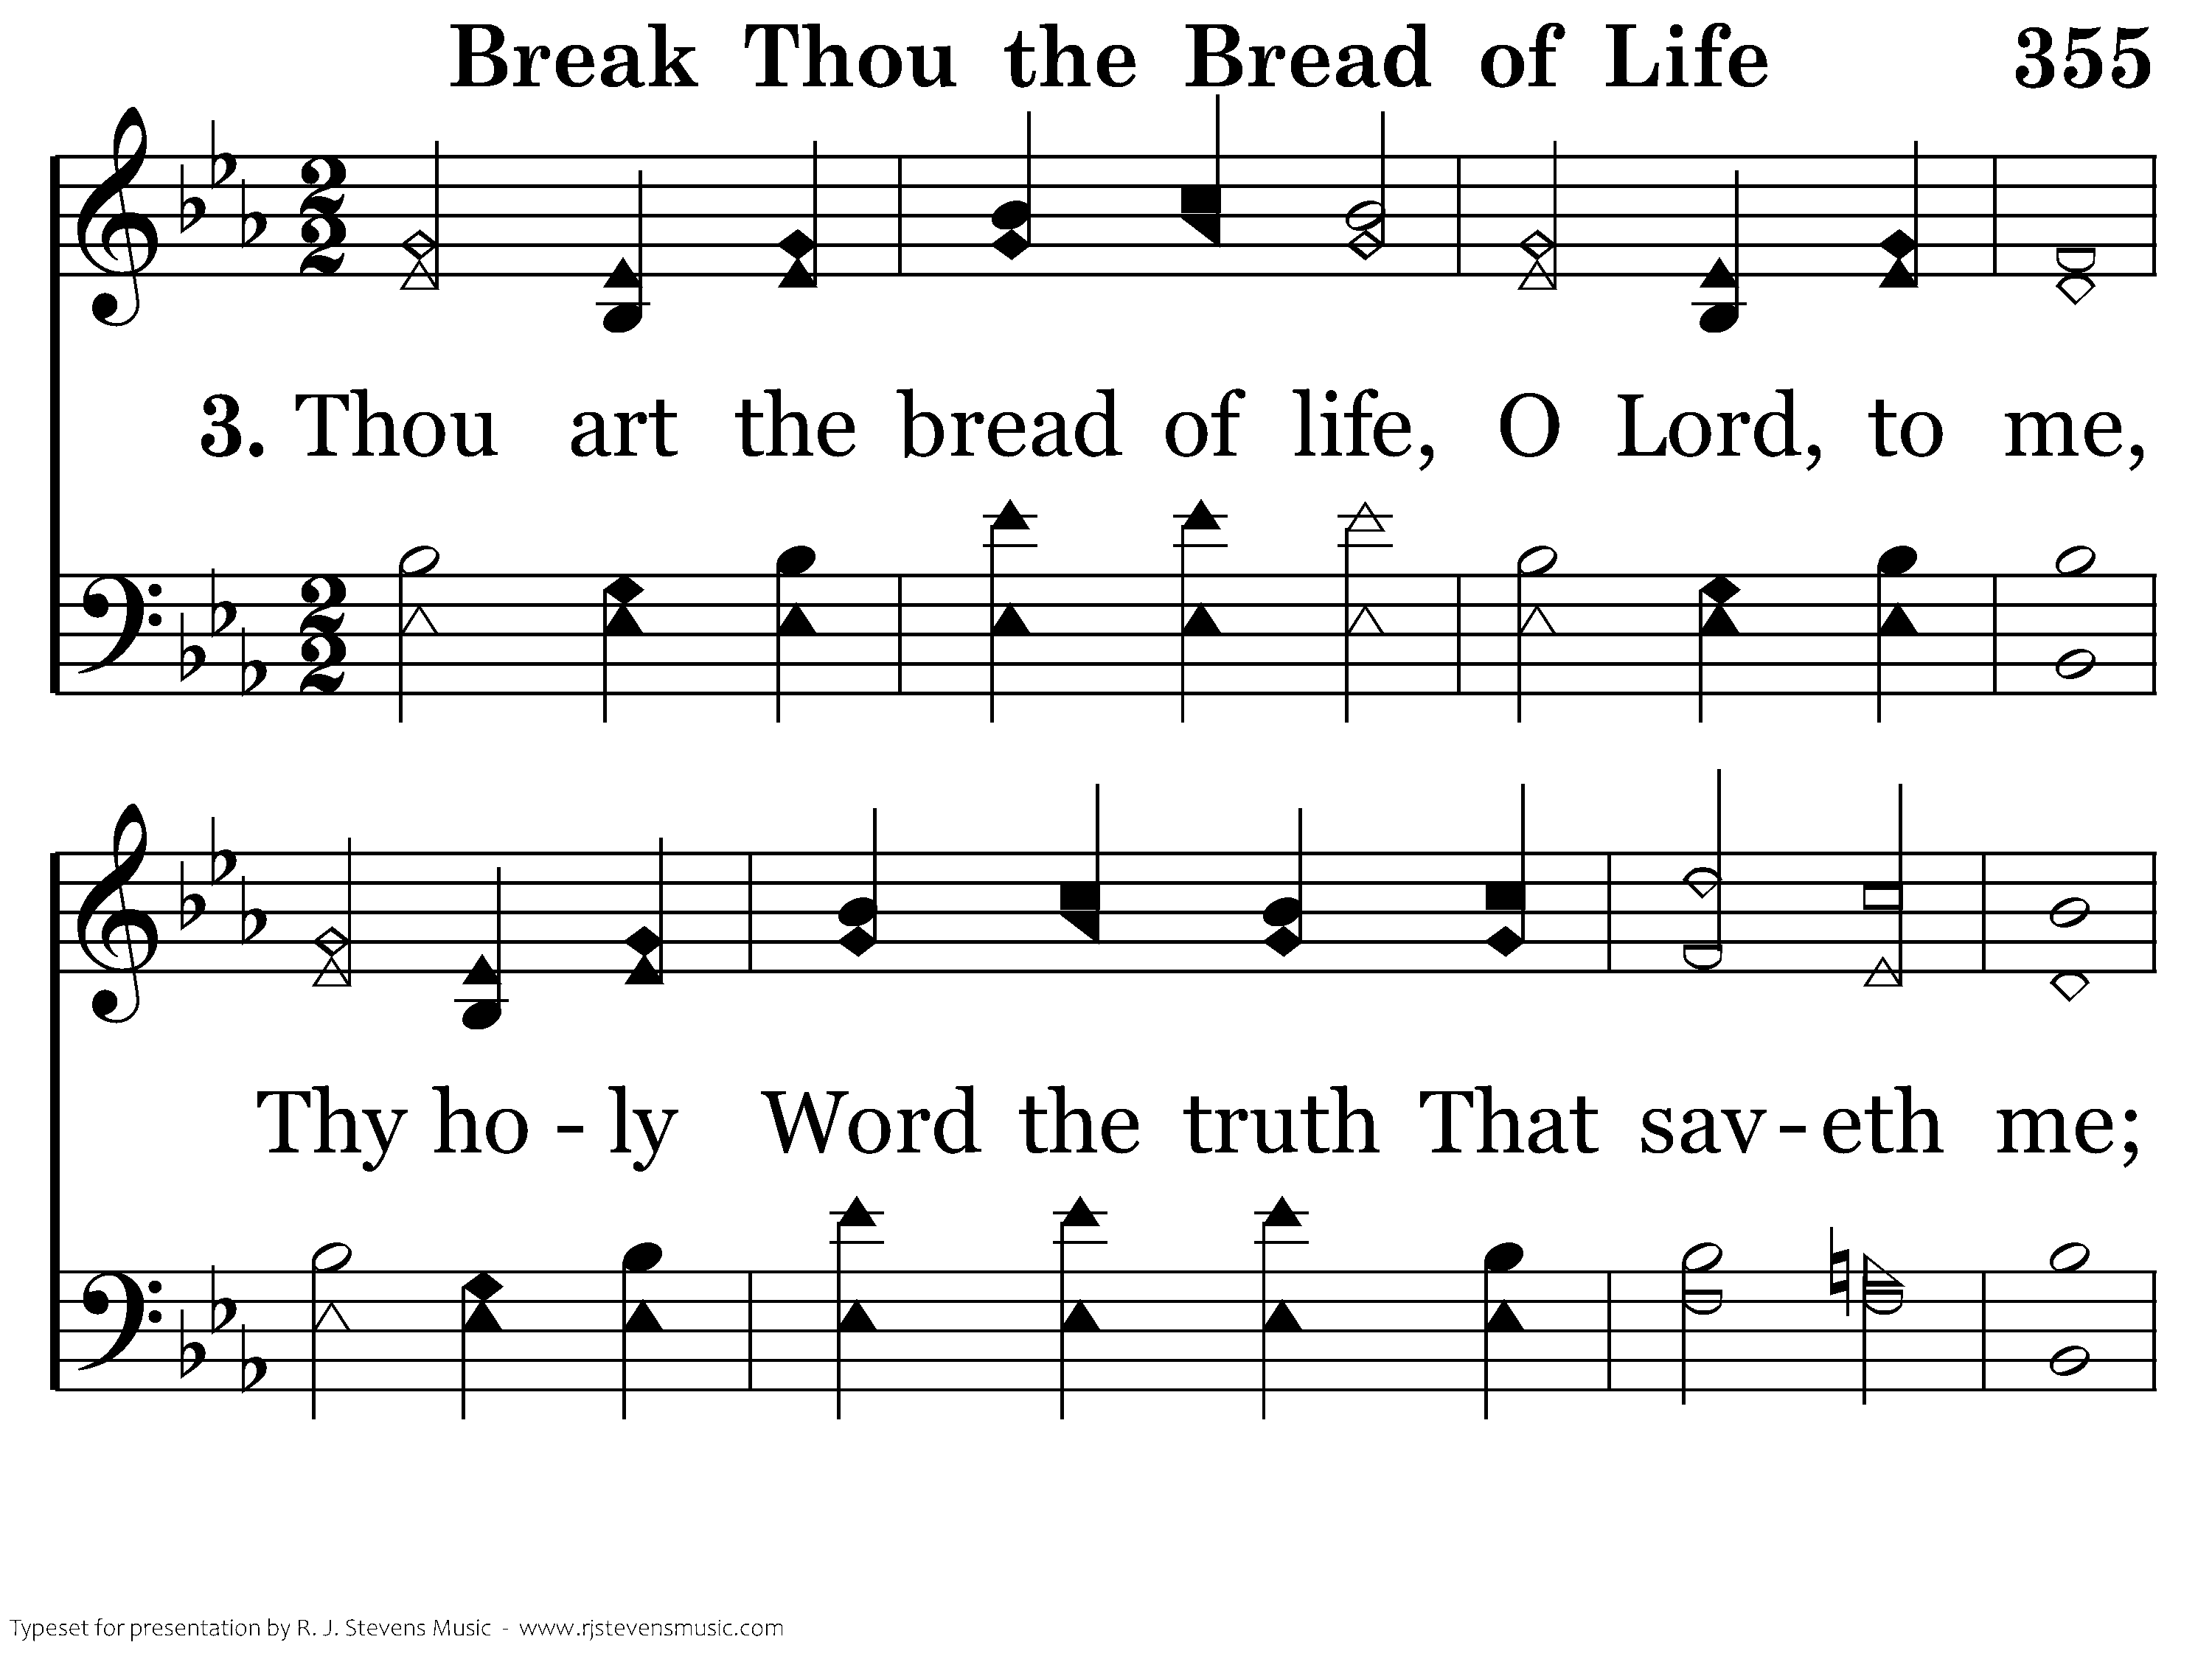 Break Thou the Bread of Life 355
3. Thou art the bread of life, O Lord, to me,
Thy ho - ly Word the truth That sav - eth me;
Typeset for presentation by R. J. Stevens Music - www.rjstevensmusic.com